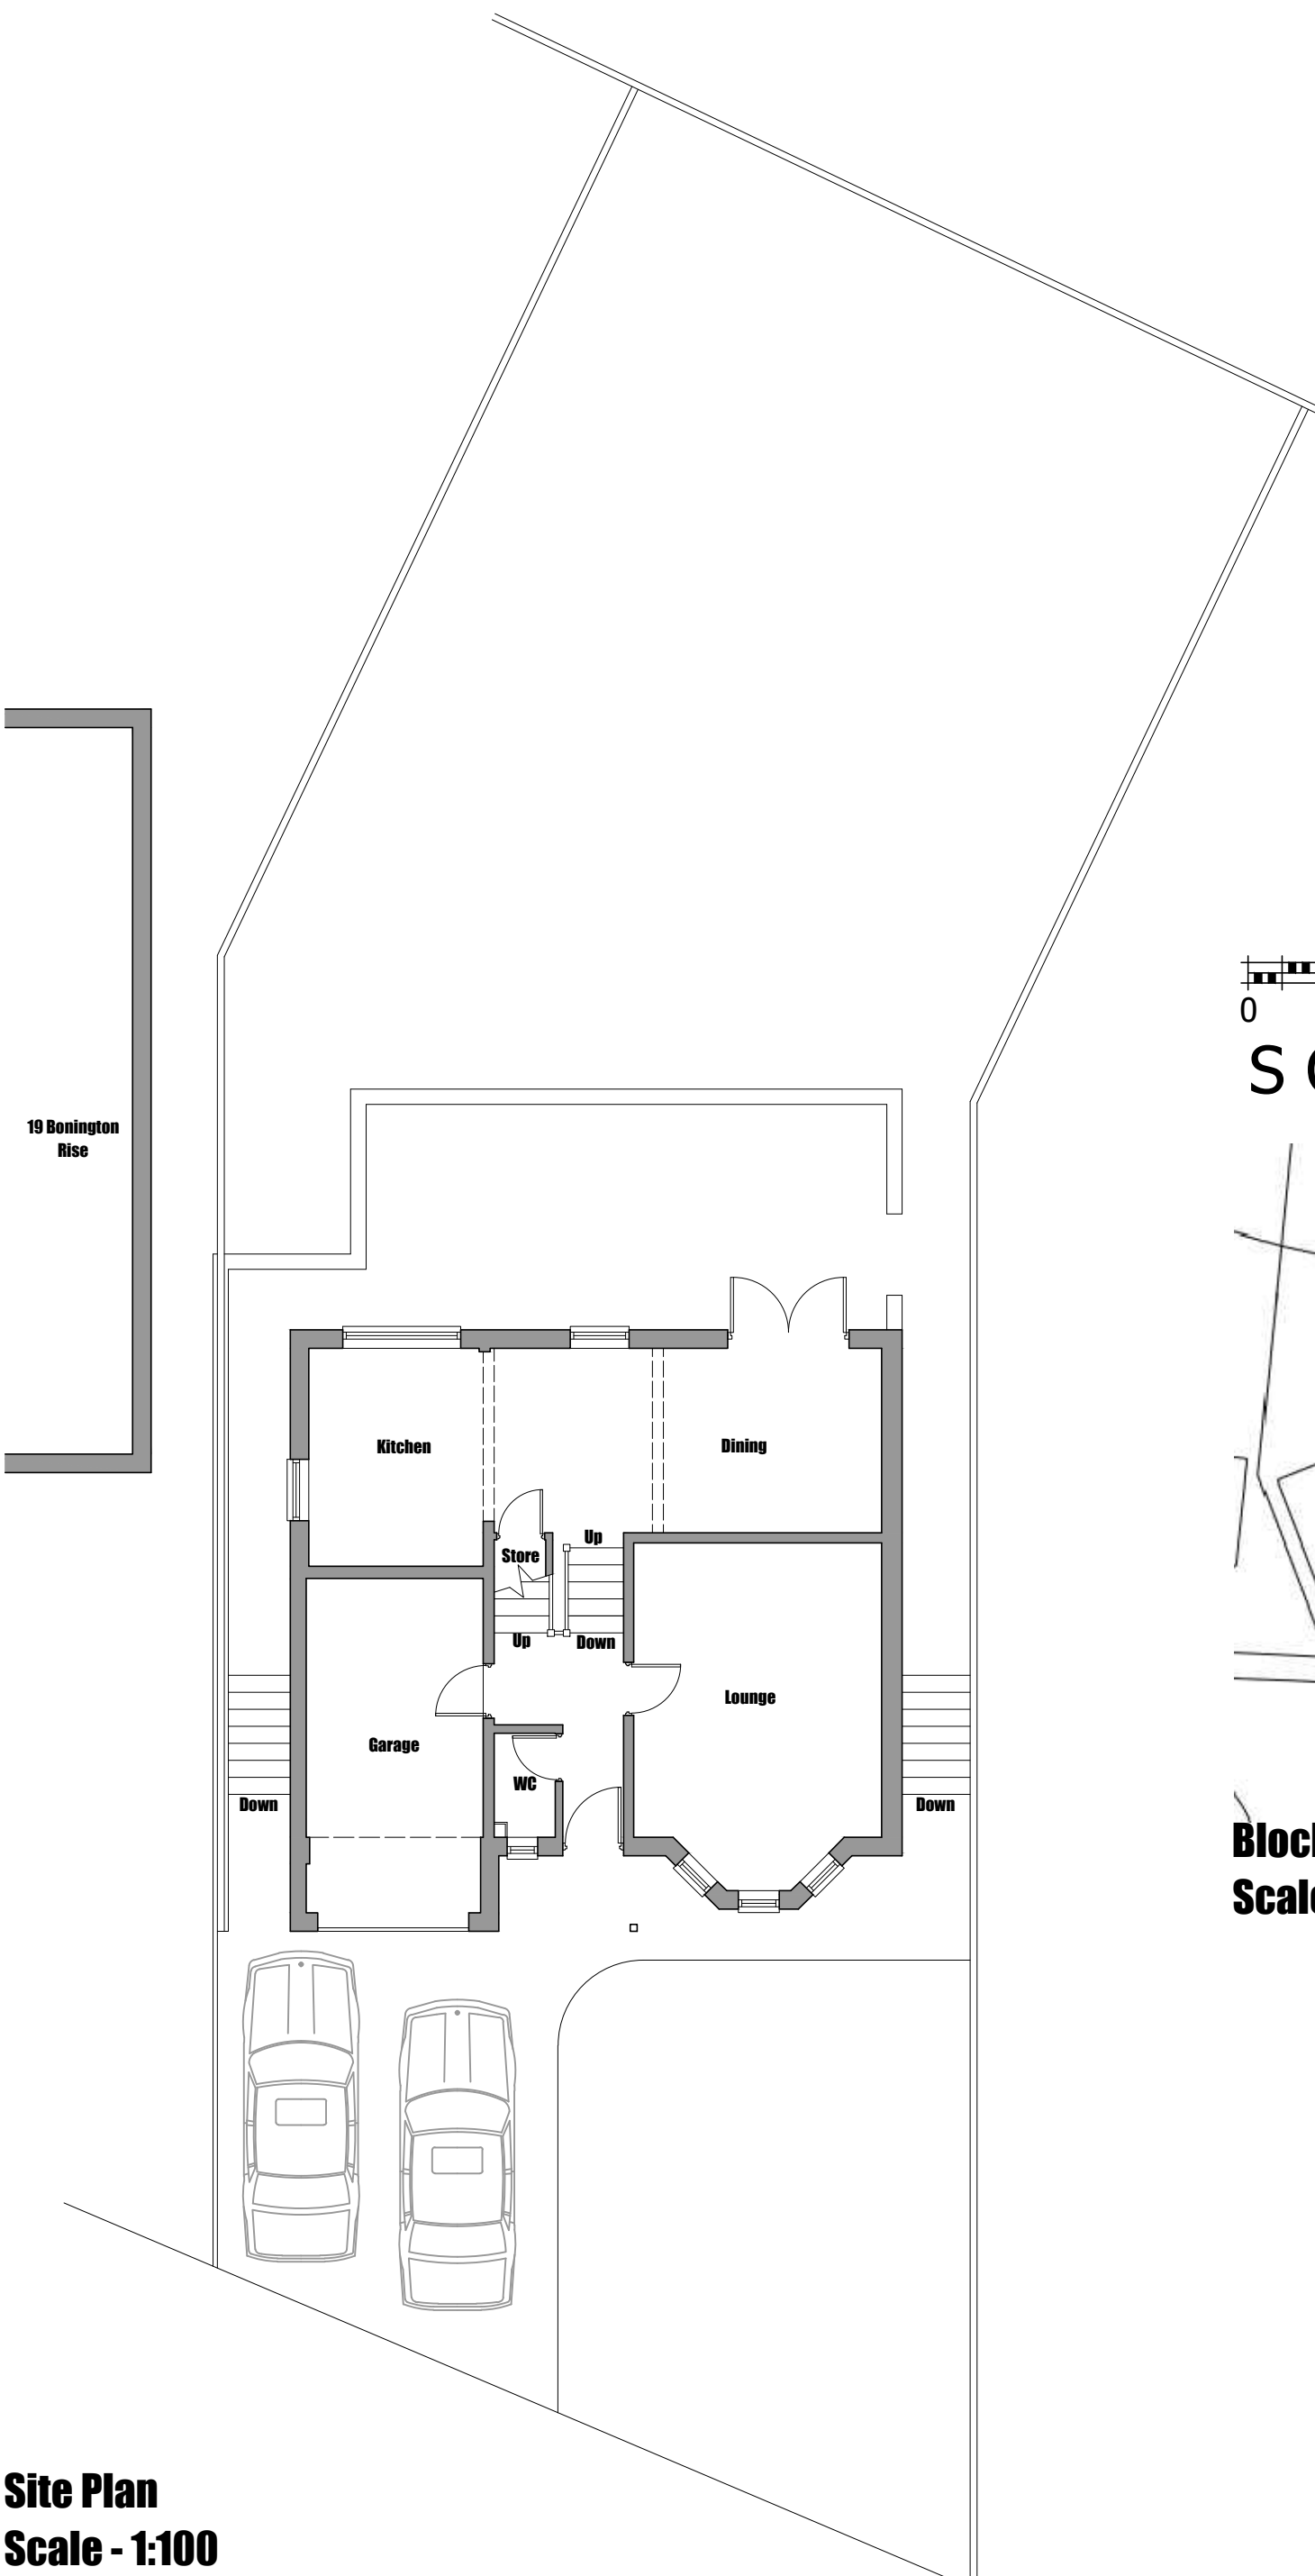 0
S
19 Bonington
Rise
Kitchen
Dining
Up
Store
Up
Down
Lounge
Garage
WC
Down
Down
Site Plan
Scale - 1:100